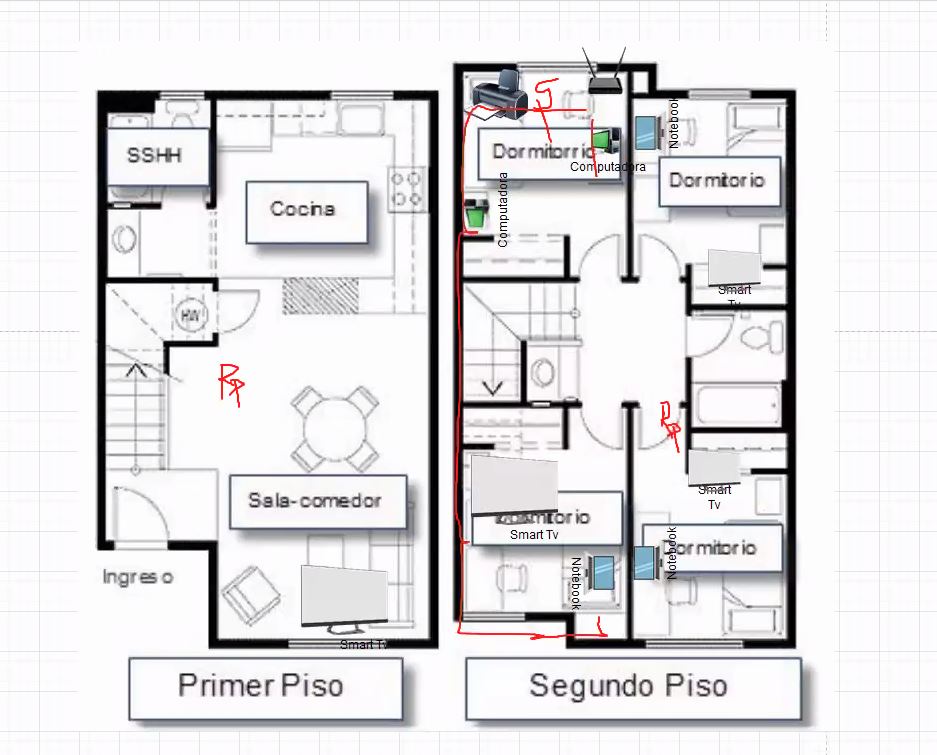 SSHH
Cocina
HW
Rp
Sala-comedor
Ingreso
Smart Tv
Primer Piso
S
Dormitorrio
Computadora
Computadora
Notebook
Dormitorio
Smart
Tv
Rp
Smart
Tv
Dormitorio
Smart Tv
Notebook
Notebook
Dormitorio
Segundo Piso